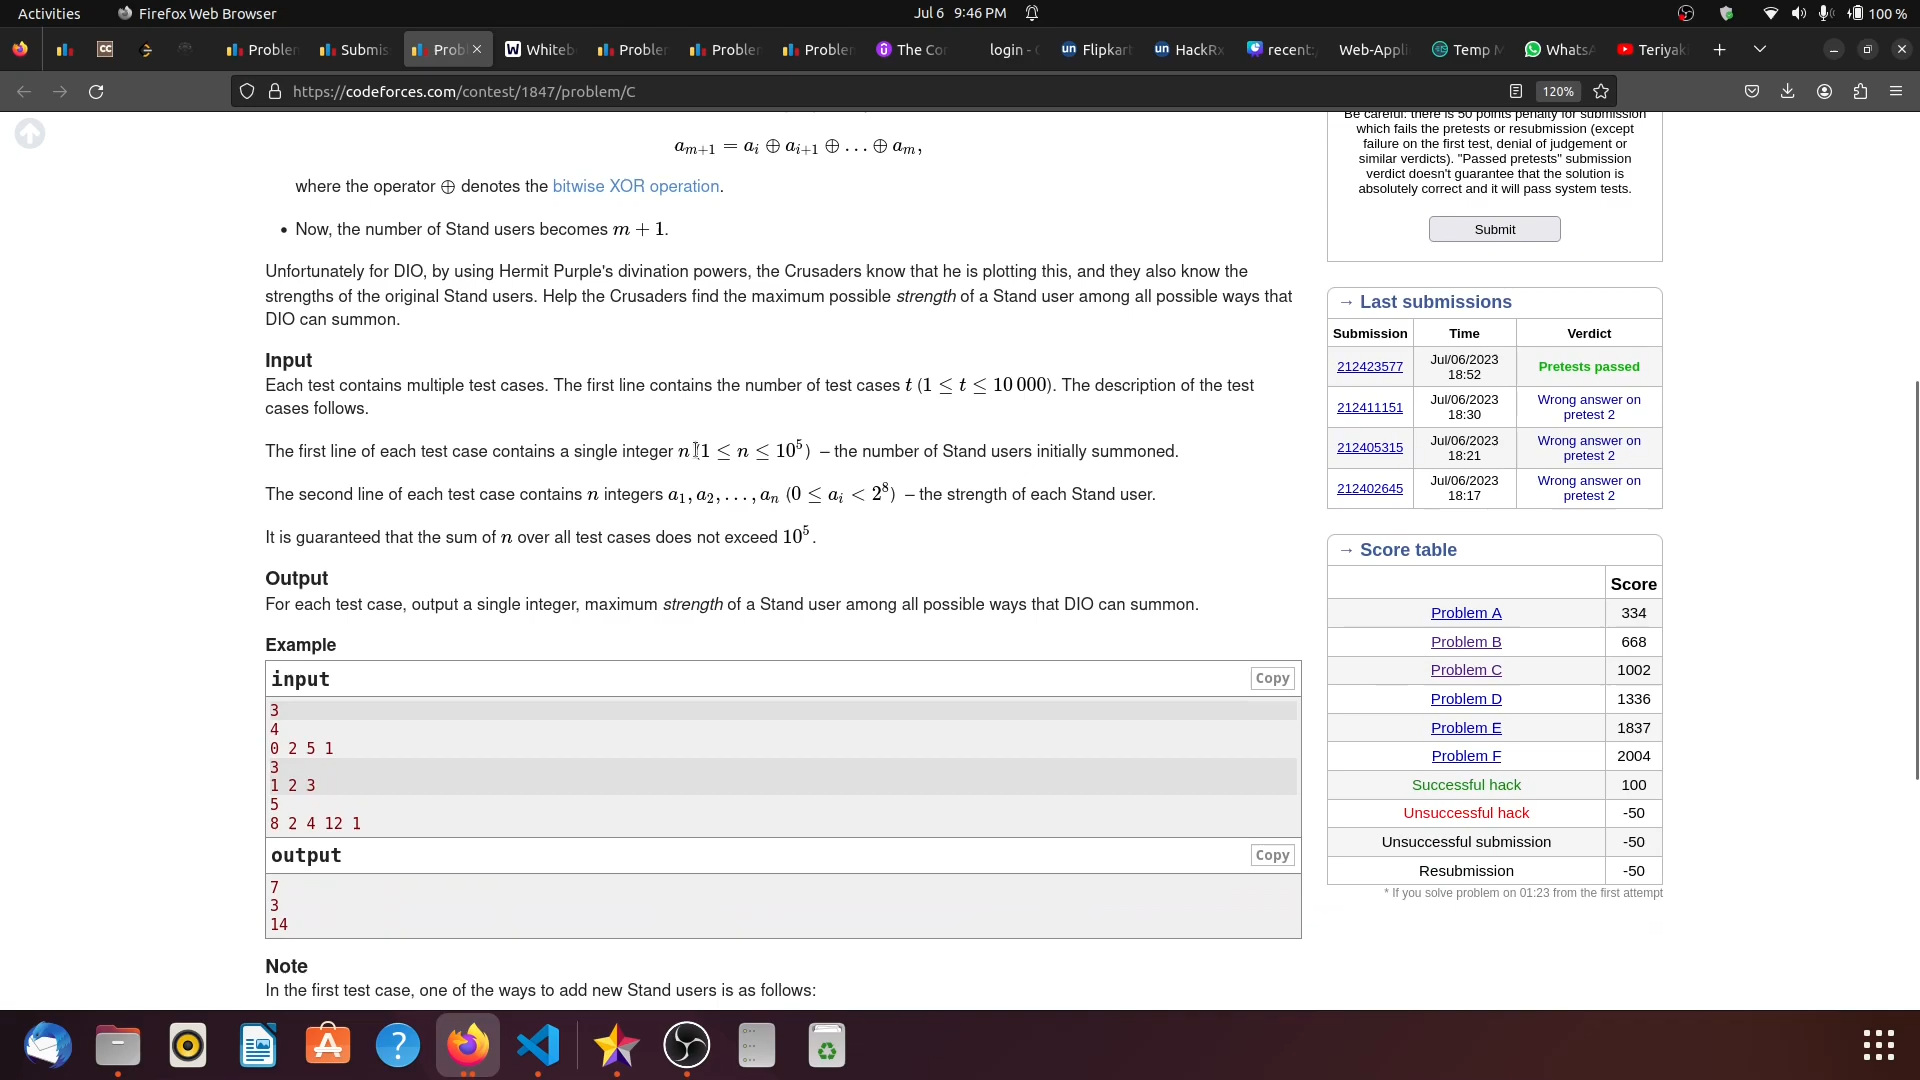 Activities
Firefox Web Browser
Jul 6 9:46 PM
100 %
Problen
Submis
Prob
Whiteb
Probler
Probler
Probler
The Cor
login -
Flipkar
HackRx
recent:
Web-Appli
Temp M
WhatsA
Teriyak
https://codeforces.com/contest/1847/problem/C
120%
a_{m+1} = a_i ⊕ a_{i+1} ⊕ … ⊕ a_m,
where the operator ⊕ denotes the bitwise XOR operation.
• Now, the number of Stand users becomes m + 1.
Unfortunately for DIO, by using Hermit Purple's divination powers, the Crusaders know that he is plotting this, and they also know the
strengths of the original Stand users. Help the Crusaders find the maximum possible strength of a Stand user among all possible ways that
DIO can summon.
Input
Each test contains multiple test cases. The first line contains the number of test cases t (1 ≤ t ≤ 10 000). The description of the test
cases follows.
The first line of each test case contains a single integer n (1 ≤ n ≤ 10^5) – the number of Stand users initially summoned.
The second line of each test case contains n integers a_1, a_2, …, a_n (0 ≤ a_i < 2^8) – the strength of each Stand user.
It is guaranteed that the sum of n over all test cases does not exceed 10^5.
Output
For each test case, output a single integer, maximum strength of a Stand user among all possible ways that DIO can summon.
Example
input
Copy
3
4
0 2 5 1
3
1 2 3
5
8 2 4 12 1
output
Copy
7
3
14
Note
In the first test case, one of the ways to add new Stand users is as follows:
Be careful: there is 50 points penalty for submission
which fails the pretests or resubmission (except
failure on the first test, denial of judgement or
similar verdicts). "Passed pretests" submission
verdict doesn't guarantee that the solution is
absolutely correct and it will pass system tests.
Submit
→ Last submissions
Submission Time Verdict
212423577 Jul/06/2023 18:52 Pretests passed
212411151 Jul/06/2023 18:30 Wrong answer on pretest 2
212405315 Jul/06/2023 18:21 Wrong answer on pretest 2
212402645 Jul/06/2023 18:17 Wrong answer on pretest 2
→ Score table
Score
Problem A 334
Problem B 668
Problem C 1002
Problem D 1336
Problem E 1837
Problem F 2004
Successful hack 100
Unsuccessful hack -50
Unsuccessful submission -50
Resubmission -50
* If you solve problem on 01:23 from the first attempt